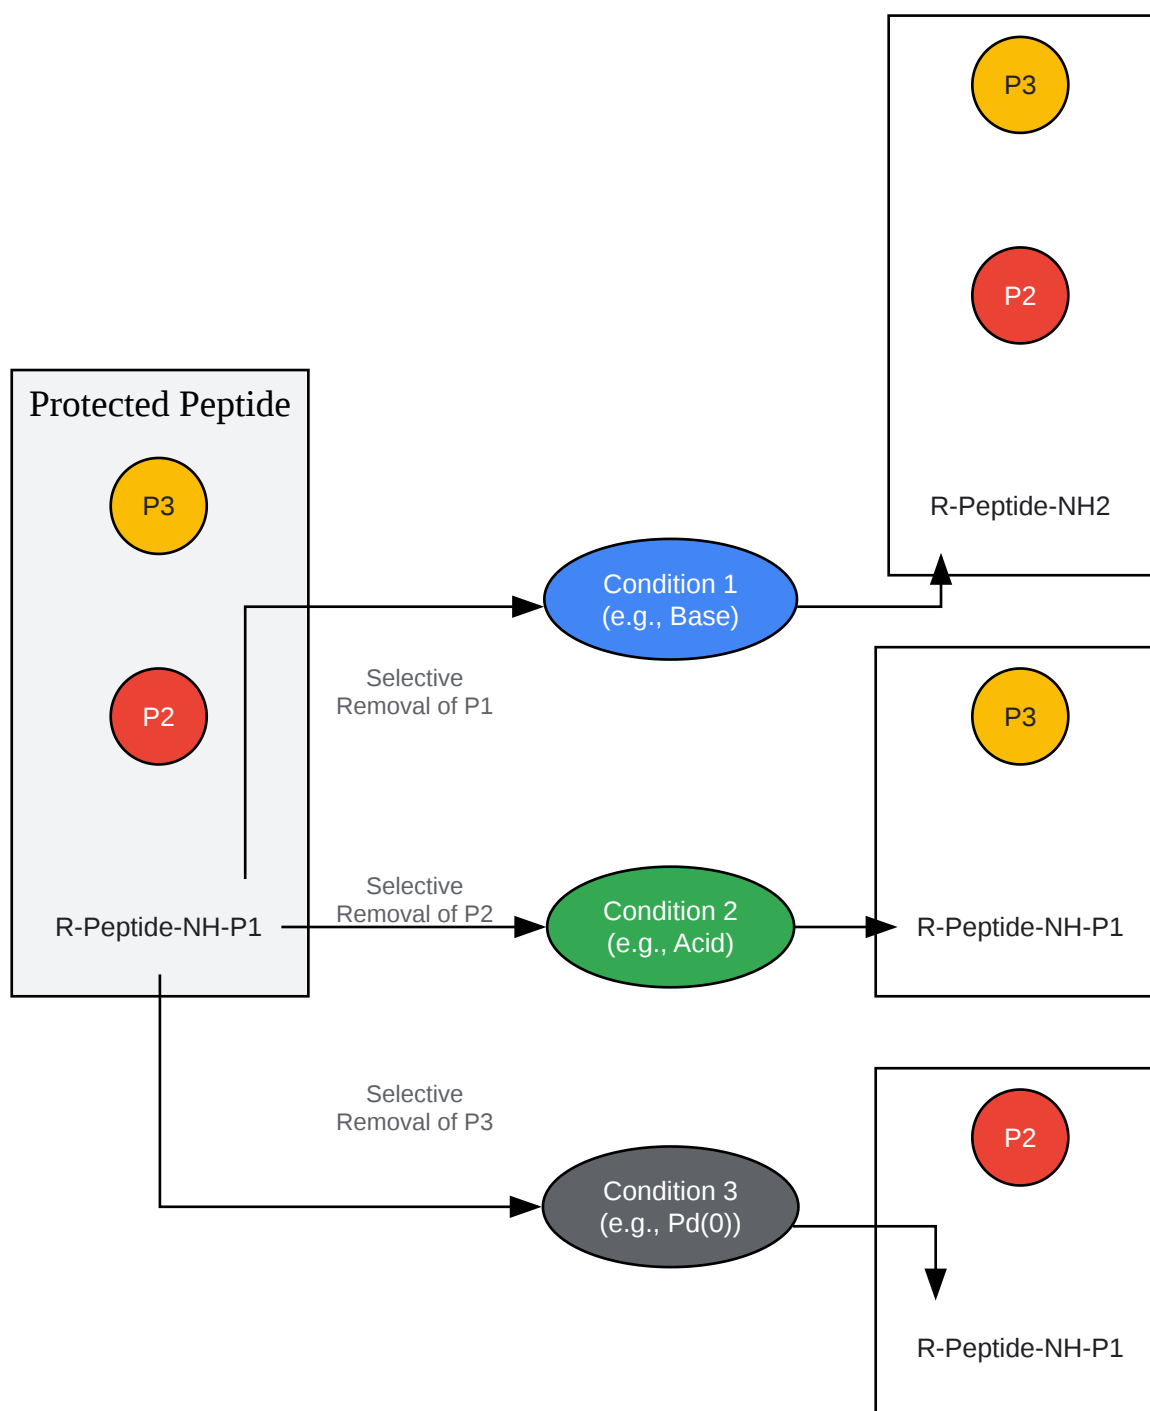 P3
P2
R-Peptide-NH2
Protected Peptide
P3
P2
R-Peptide-NH-P1
Selective
Removal of P1
Condition 1
(e.g., Base)
Selective
Removal of P2
Condition 2
(e.g., Acid)
P3
R-Peptide-NH-P1
Selective
Removal of P3
Condition 3
(e.g., Pd(0))
P2
R-Peptide-NH-P1